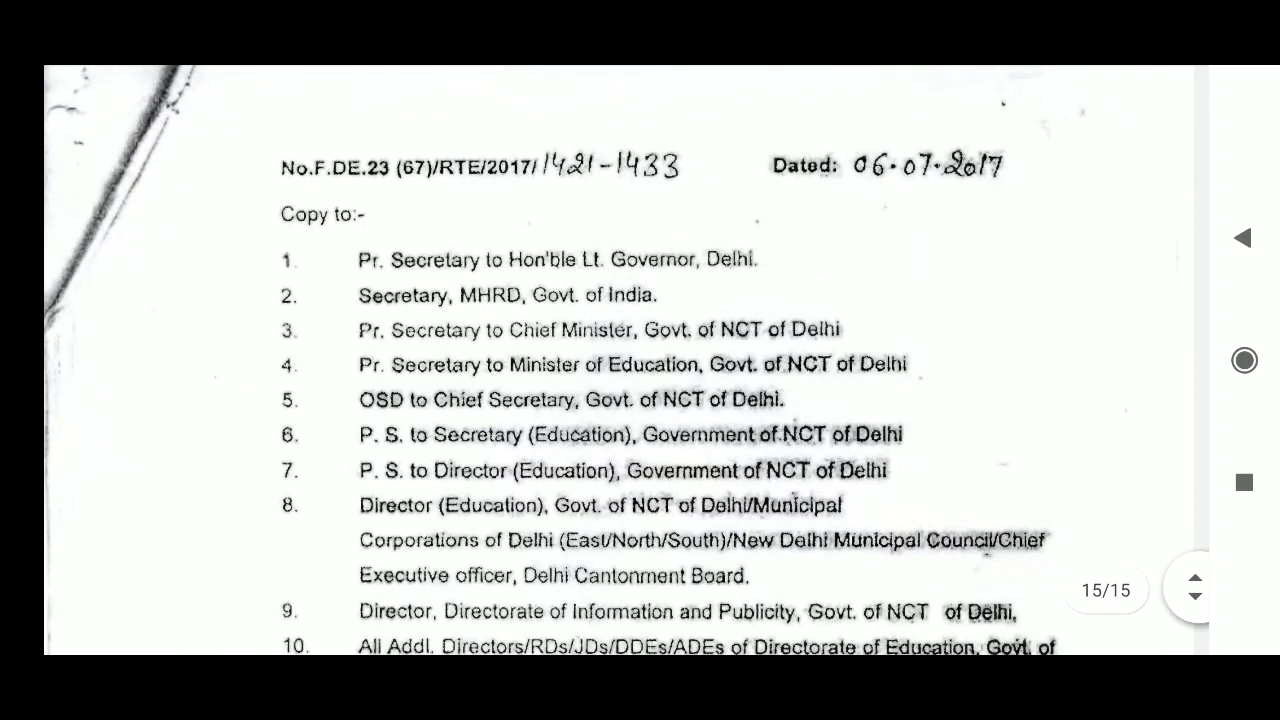 No.F.DE.23 (67)/RTE/2017/1421-1433 Dated: 06.07.2017
Copy to:-
1. Pr. Secretary to Hon'ble Lt. Governor, Delhi.
2. Secretary, MHRD, Govt. of India.
3. Pr. Secretary to Chief Minister, Govt. of NCT of Delhi
4. Pr. Secretary to Minister of Education, Govt. of NCT of Delhi
5. OSD to Chief Secretary, Govt. of NCT of Delhi.
6. P. S. to Secretary (Education), Government of NCT of Delhi
7. P. S. to Director (Education), Government of NCT of Delhi
8. Director (Education), Govt. of NCT of Delhi/Municipal
Corporations of Delhi (East/North/South)/New Delhi Municipal Council/Chief
Executive officer, Delhi Cantonment Board.
15/15
9. Director, Directorate of Information and Publicity, Govt. of NCT of Delhi.
10. All Addl. Directors/RDs/JDs/DDEs/ADEs of Directorate of Education, Govt. of